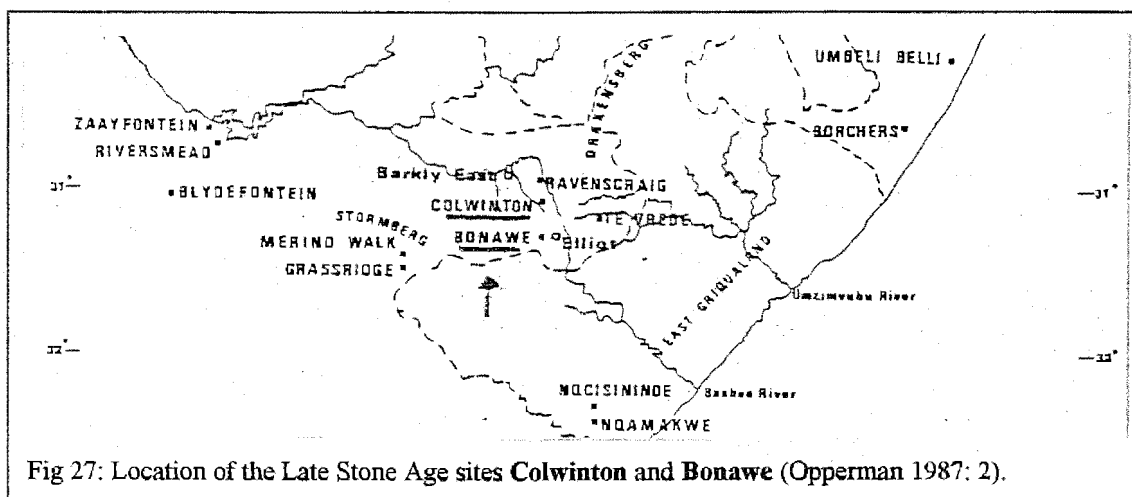 UMBELI BELLI
DRAKENSBERG
ZAAYFONTEIN
BORCHERS
RIVERSMEAD
Barkly East
RAVENSCRAIG
31°
31°
BLYDEFONTEIN
COLWINTON
TE VREDE
STORMBERG
BONAWE
Elliot
MERINO WALK
GRASSRIDGE
EAST GRIQUALAND
Umzimvubu River
32°
Bashee River
NQCISININDE
NQAMAKWE
Fig 27: Location of the Late Stone Age sites Colwinton and Bonawe (Opperman 1987: 2).